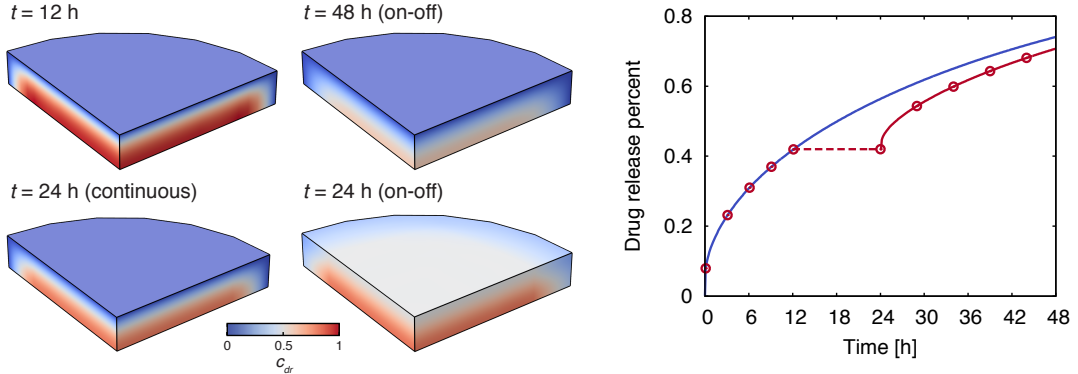 t = 12 h
t = 48 h (on-off)
t = 24 h (continuous)
t = 24 h (on-off)
0
0.5
1
c_dr
Drug release percent
0.8
0.6
0.4
0.2
0
0 6 12 18 24 30 36 42 48
Time [h]